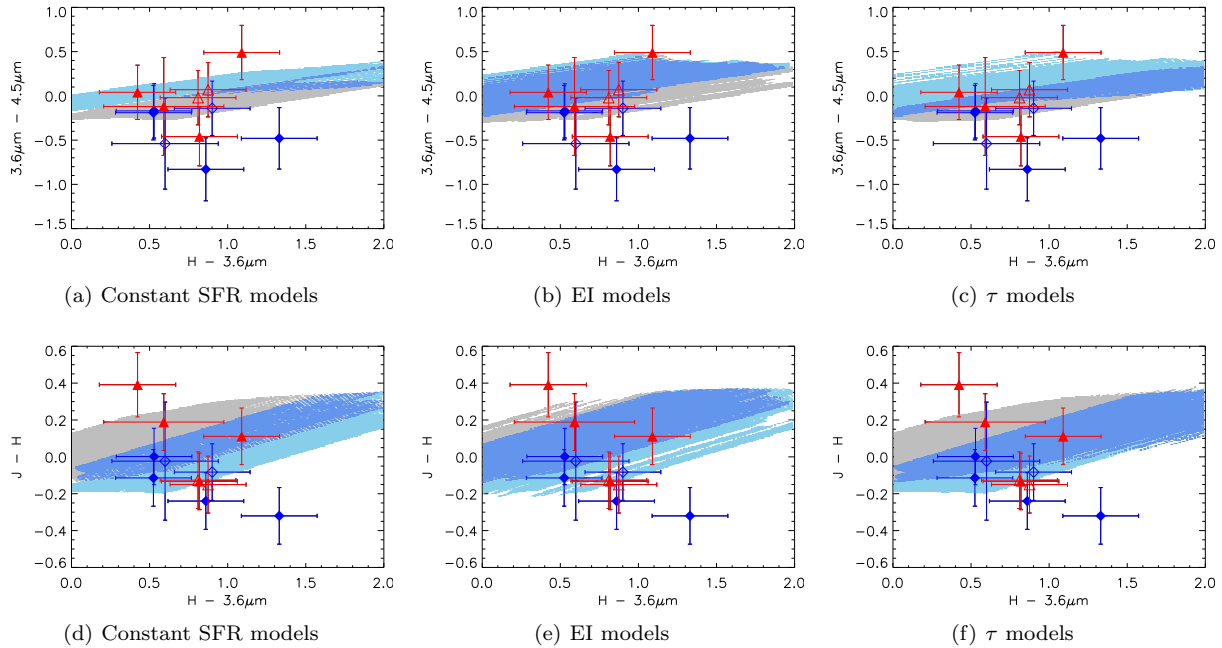 1.0
0.5
0.0
−0.5
−1.0
−1.5
3.6μm − 4.5μm
0.0 0.5 1.0 1.5 2.0
H − 3.6μm
(a) Constant SFR models
1.0
0.5
0.0
−0.5
−1.0
−1.5
3.6μm − 4.5μm
0.0 0.5 1.0 1.5 2.0
H − 3.6μm
(b) EI models
1.0
0.5
0.0
−0.5
−1.0
−1.5
3.6μm − 4.5μm
0.0 0.5 1.0 1.5 2.0
H − 3.6μm
(c) τ models
0.6
0.4
0.2
0.0
−0.2
−0.4
−0.6
J − H
0.0 0.5 1.0 1.5 2.0
H − 3.6μm
(d) Constant SFR models
0.6
0.4
0.2
0.0
−0.2
−0.4
−0.6
J − H
0.0 0.5 1.0 1.5 2.0
H − 3.6μm
(e) EI models
0.6
0.4
0.2
0.0
−0.2
−0.4
−0.6
J − H
0.0 0.5 1.0 1.5 2.0
H − 3.6μm
(f) τ models